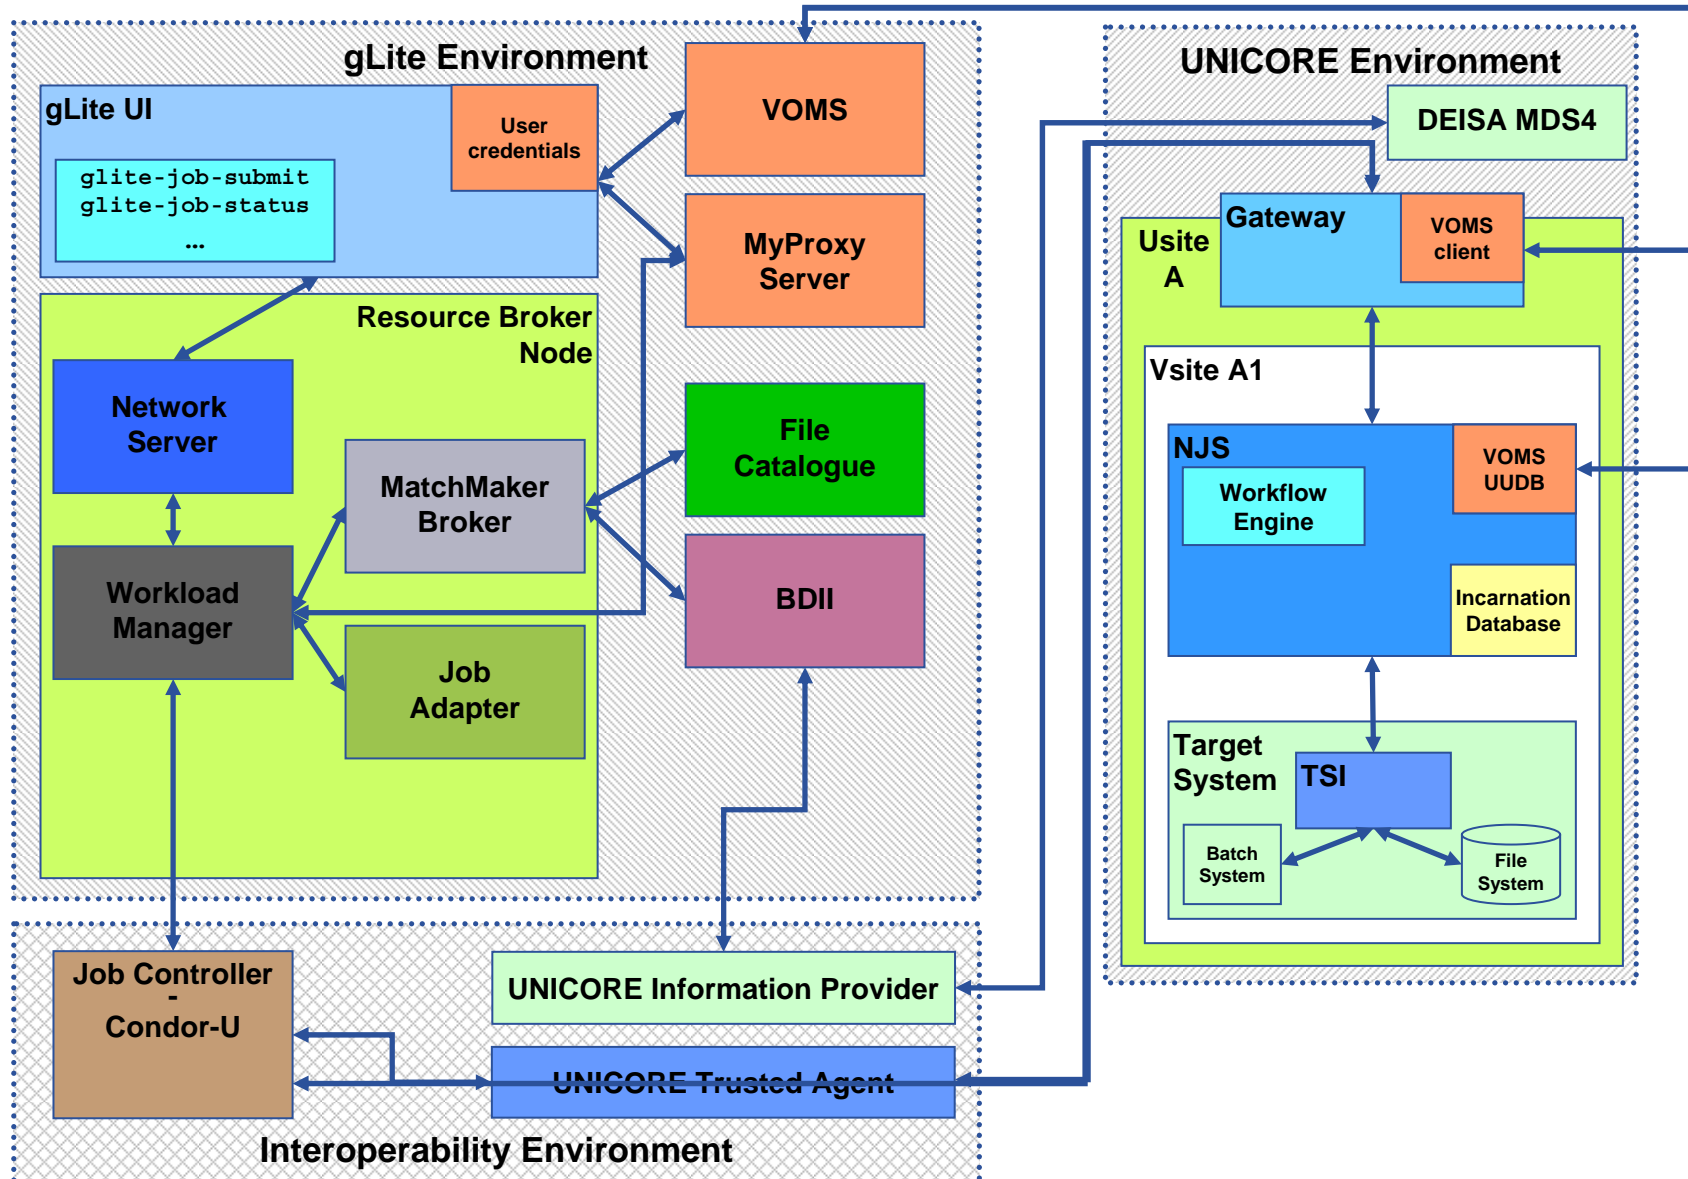 gLite Environment
gLite UI
User
credentials
glite-job-submit
glite-job-status
...
VOMS
MyProxy
Server
Resource Broker
Node
Network
Server
MatchMaker
Broker
File
Catalogue
Workload
Manager
BDII
Job
Adapter
Job Controller
-
Condor-U
UNICORE Information Provider
UNICORE Trusted Agent
Interoperability Environment
UNICORE Environment
DEISA MDS4
Usite
A
Gateway
VOMS
client
Vsite A1
NJS
VOMS
UUDB
Workflow
Engine
Incarnation
Database
Target
System
TSI
Batch
System
File
System